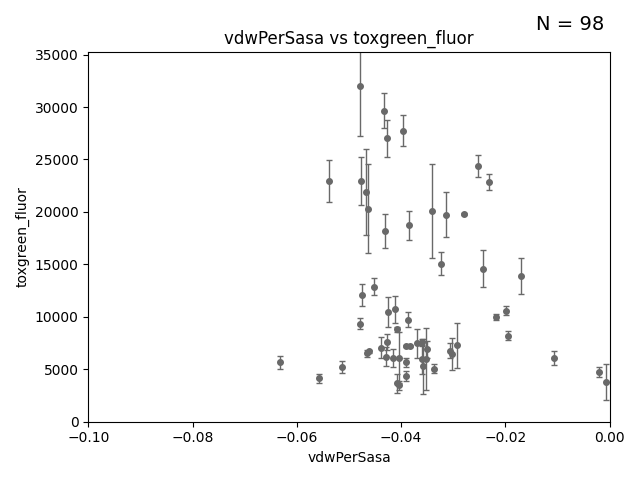 N = 98
vdwPerSasa vs toxgreen_fluor
35000
30000
25000
20000
15000
10000
5000
0
toxgreen_fluor
−0.10 −0.08 −0.06 −0.04 −0.02 0.00
vdwPerSasa